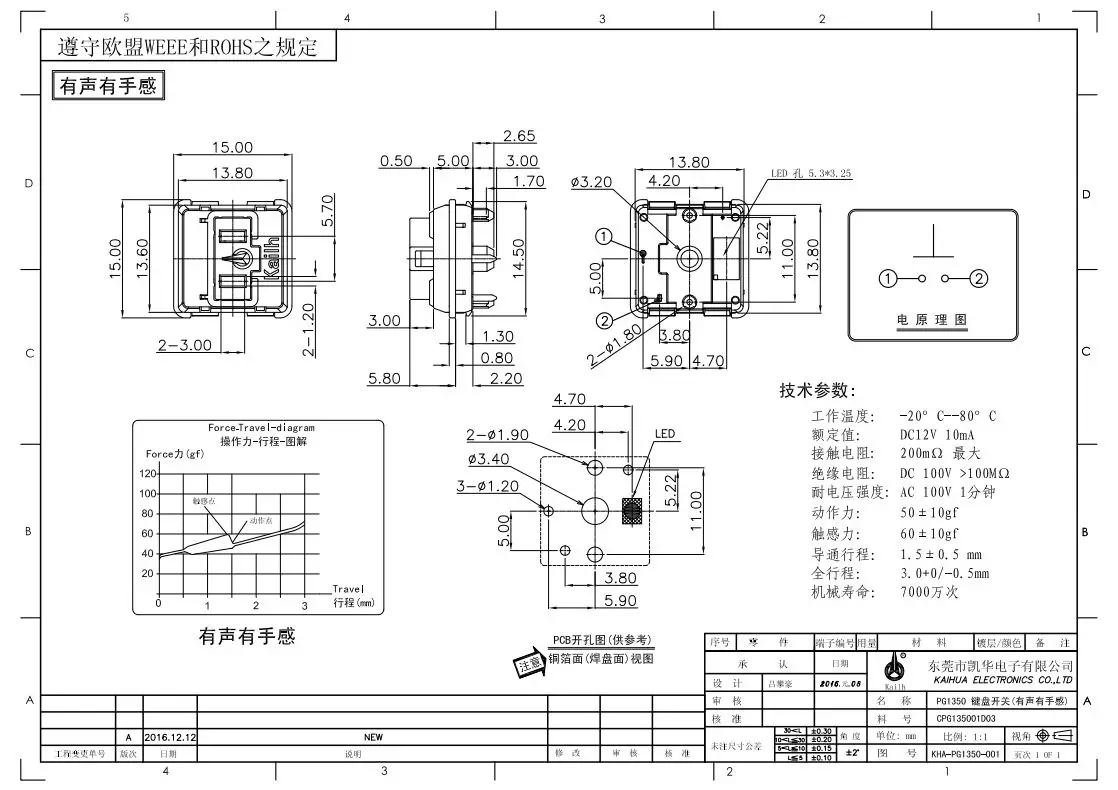 5 4 3 2 1
遵守欧盟WEEE和ROHS之规定
有声有手感
D D
C C
B B
A A
15.00
13.80
15.00
13.60
5.70
2-3.00
2-1.20
2.65
0.50 5.00 3.00
1.70
14.50
3.00
1.30
0.80
5.80 2.20
13.80
4.20
LED 孔 5.3*3.25
ø3.20
①
②
5.00
5.22
11.00
13.80
2-ø1.80
3.80
5.90 4.70
① ②
电原理图
Force-Travel-diagram
操作力-行程-图解
Force力(gf)
120
100
80
60
40
20
触感点
动作点
0 1 2 3
Travel
行程(mm)
有声有手感
4.70
4.20
LED
2-ø1.90
ø3.40
3-ø1.20
5.00
5.22
11.00
3.80
5.90
PCB开孔图(供参考)
铜箔面(焊盘面)视图
注意
技术参数:
工作温度: -20° C--80° C
额定值: DC12V 10mA
接触电阻: 200mΩ 最大
绝缘电阻: DC 100V >100MΩ
耐电压强度: AC 100V 1分钟
动作力: 50±10gf
触感力: 60±10gf
导通行程: 1.5±0.5 mm
全行程: 3.0+0/-0.5mm
机械寿命: 7000万次
序号 零 件 端子编号 用量 材 料 镀层/颜色 备 注
承 认 日期
设 计 吕攀豪 2016.元.06
审 核
核 准
Kailh
东莞市凯华电子有限公司
KAIHUA ELECTRONICS CO.,LTD
名 称 PG1350 键盘开关(有声有手感)
料 号 CPG135001D03
未注尺寸公差
30<L ±0.30
10<L≤30 ±0.20
5<L≤10 ±0.15
L≤5 ±0.10
角 度
±2°
单位: mm 比例: 1:1 视角
图 号 KHA-PG1350-001 页次 1 OF 1
A 2016.12.12 NEW
工程变更单号 版次 日期 说明 修 改 审 核 核 准
4 3 2 1